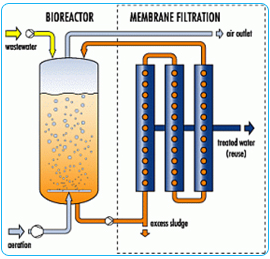 BIOREACTOR
MEMBRANE FILTRATION
wastewater
air outlet
treated water
(reuse)
aeration
excess sludge